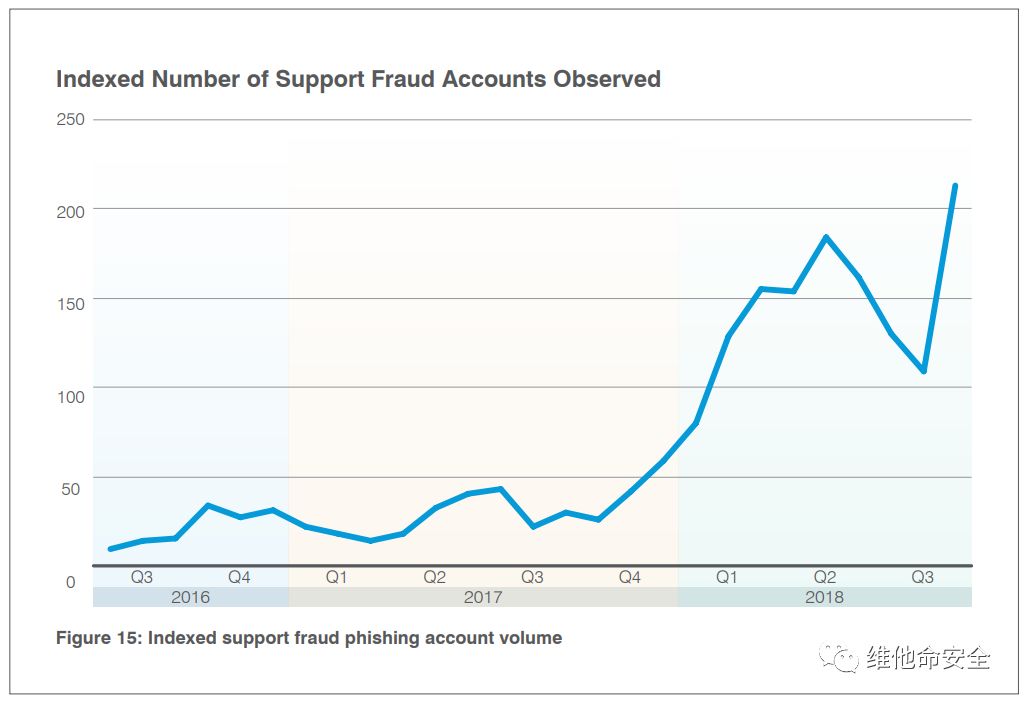 Indexed Number of Support Fraud Accounts Observed
250
200
150
100
50
0
Q3 Q4 Q1 Q2 Q3 Q4 Q1 Q2 Q3
2016 2017 2018
Figure 15: Indexed support fraud phishing account volume
维他命安全